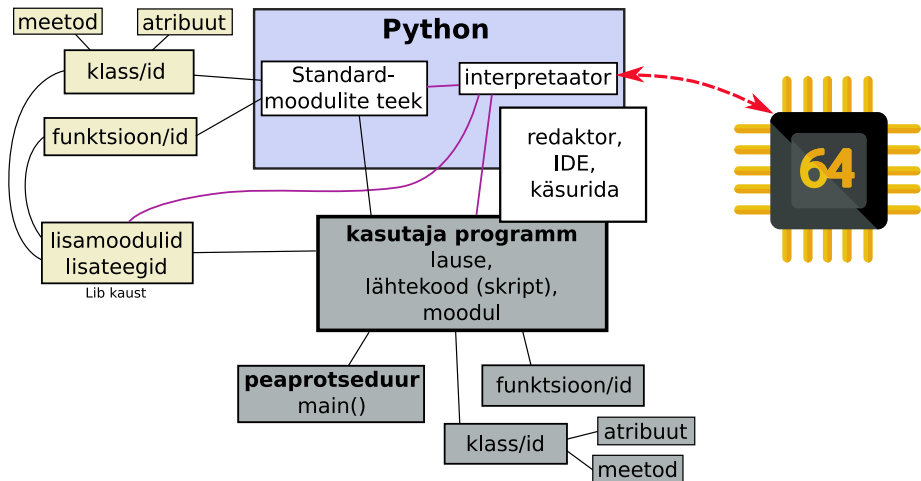 meetod
atribuut
klass/id
funktsioon/id
lisamoodulid
lisateegid
Lib kaust
Python
Standard-
moodulite teek
interpretaator
redaktor,
IDE,
käsurida
64
kasutaja programm
lause,
lähtekood (skript),
moodul
peaprotseduur
main()
funktsioon/id
klass/id
atribuut
meetod